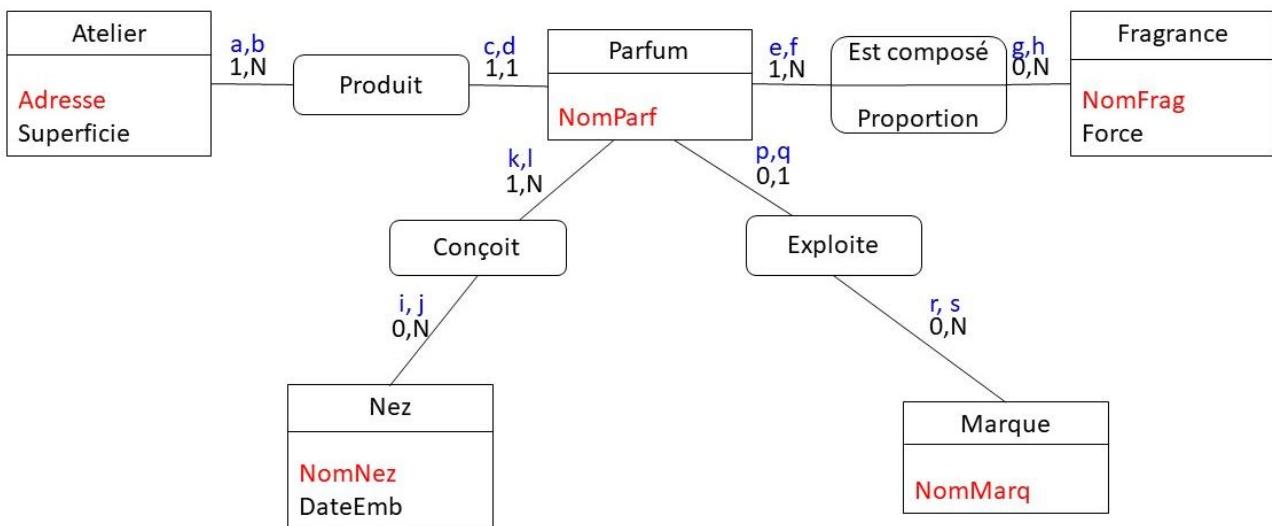 Atelier
Adresse
Superficie
a,b
1,N
Produit
c,d
1,1
Parfum
NomParf
e,f
1,N
Est composé
Proportion
g,h
0,N
Fragrance
NomFrag
Force
k,l
1,N
Conçoit
i, j
0,N
Nez
NomNez
DateEmb
p,q
0,1
Exploite
r, s
0,N
Marque
NomMarq